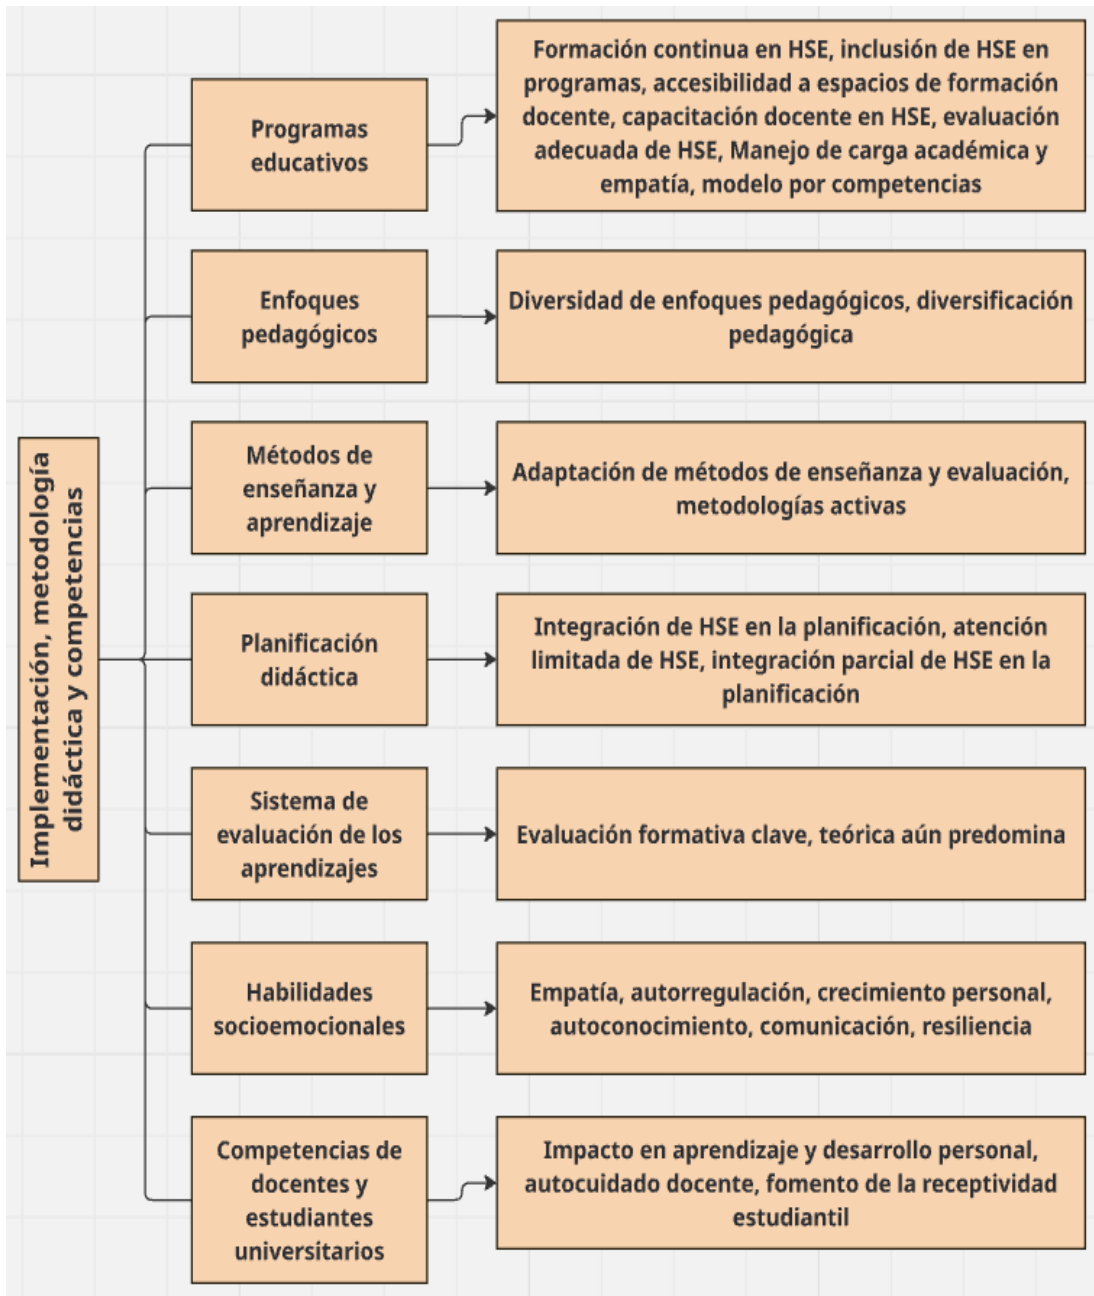 Implementación, metodología
didáctica y competencias
Programas
educativos
Formación continua en HSE, inclusión de HSE en
programas, accesibilidad a espacios de formación
docente, capacitación docente en HSE, evaluación
adecuada de HSE, Manejo de carga académica y
empatía, modelo por competencias
Enfoques
pedagógicos
Diversidad de enfoques pedagógicos, diversificación
pedagógica
Métodos de
enseñanza y
aprendizaje
Adaptación de métodos de enseñanza y evaluación,
metodologías activas
Planificación
didáctica
Integración de HSE en la planificación, atención
limitada de HSE, integración parcial de HSE en la
planificación
Sistema de
evaluación de los
aprendizajes
Evaluación formativa clave, teórica aún predomina
Habilidades
socioemocionales
Empatía, autorregulación, crecimiento personal,
autoconocimiento, comunicación, resiliencia
Competencias de
docentes y
estudiantes
universitarios
Impacto en aprendizaje y desarrollo personal,
autocuidado docente, fomento de la receptividad
estudiantil